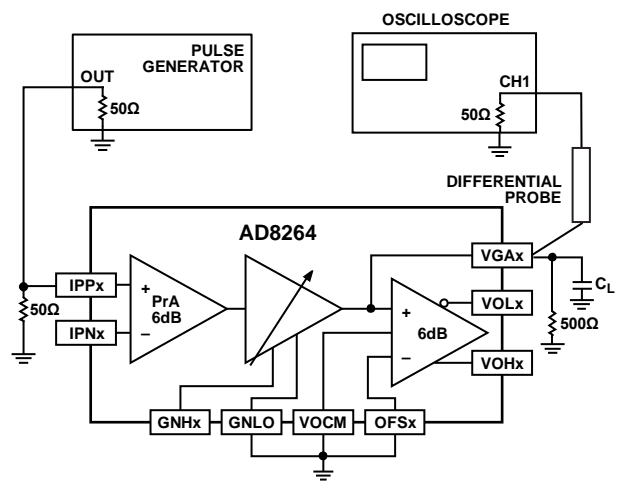 OSCILLOSCOPE
PULSE
GENERATOR
OUT
50Ω
CH1
50Ω
DIFFERENTIAL
PROBE
AD8264
VGAx
IPPx
+
PrA
6dB
–
50Ω
IPNx
+
6dB
–
VOLx
VOHx
CL
500Ω
GNHx
GNLO
VOCM
OFSx